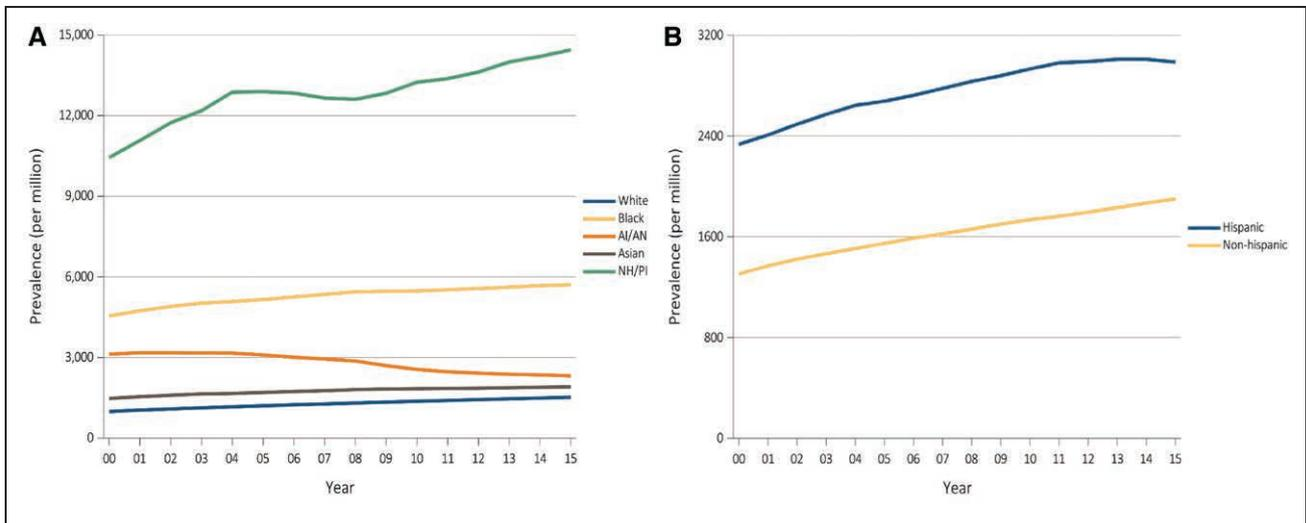 A
Prevalence (per million)
15,000
12,000
9,000
6,000
3,000
0
00 01 02 03 04 05 06 07 08 09 10 11 12 13 14 15
Year
White
Black
AI/AN
Asian
NH/PI
B
Prevalence (per million)
3200
2400
1600
800
0
00 01 02 03 04 05 06 07 08 09 10 11 12 13 14 15
Year
Hispanic
Non-hispanic